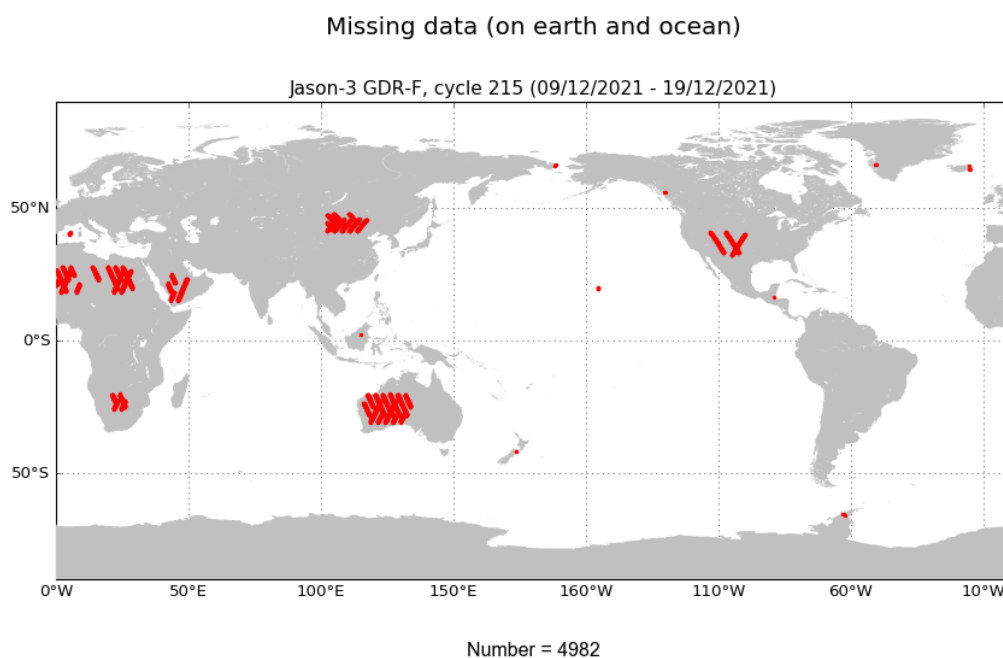 Missing data (on earth and ocean)
Jason-3 GDR-F, cycle 215 (09/12/2021 - 19/12/2021)
50°N
0°S
50°S
0°W 50°E 100°E 150°E 160°W 110°W 60°W 10°W
Number = 4982